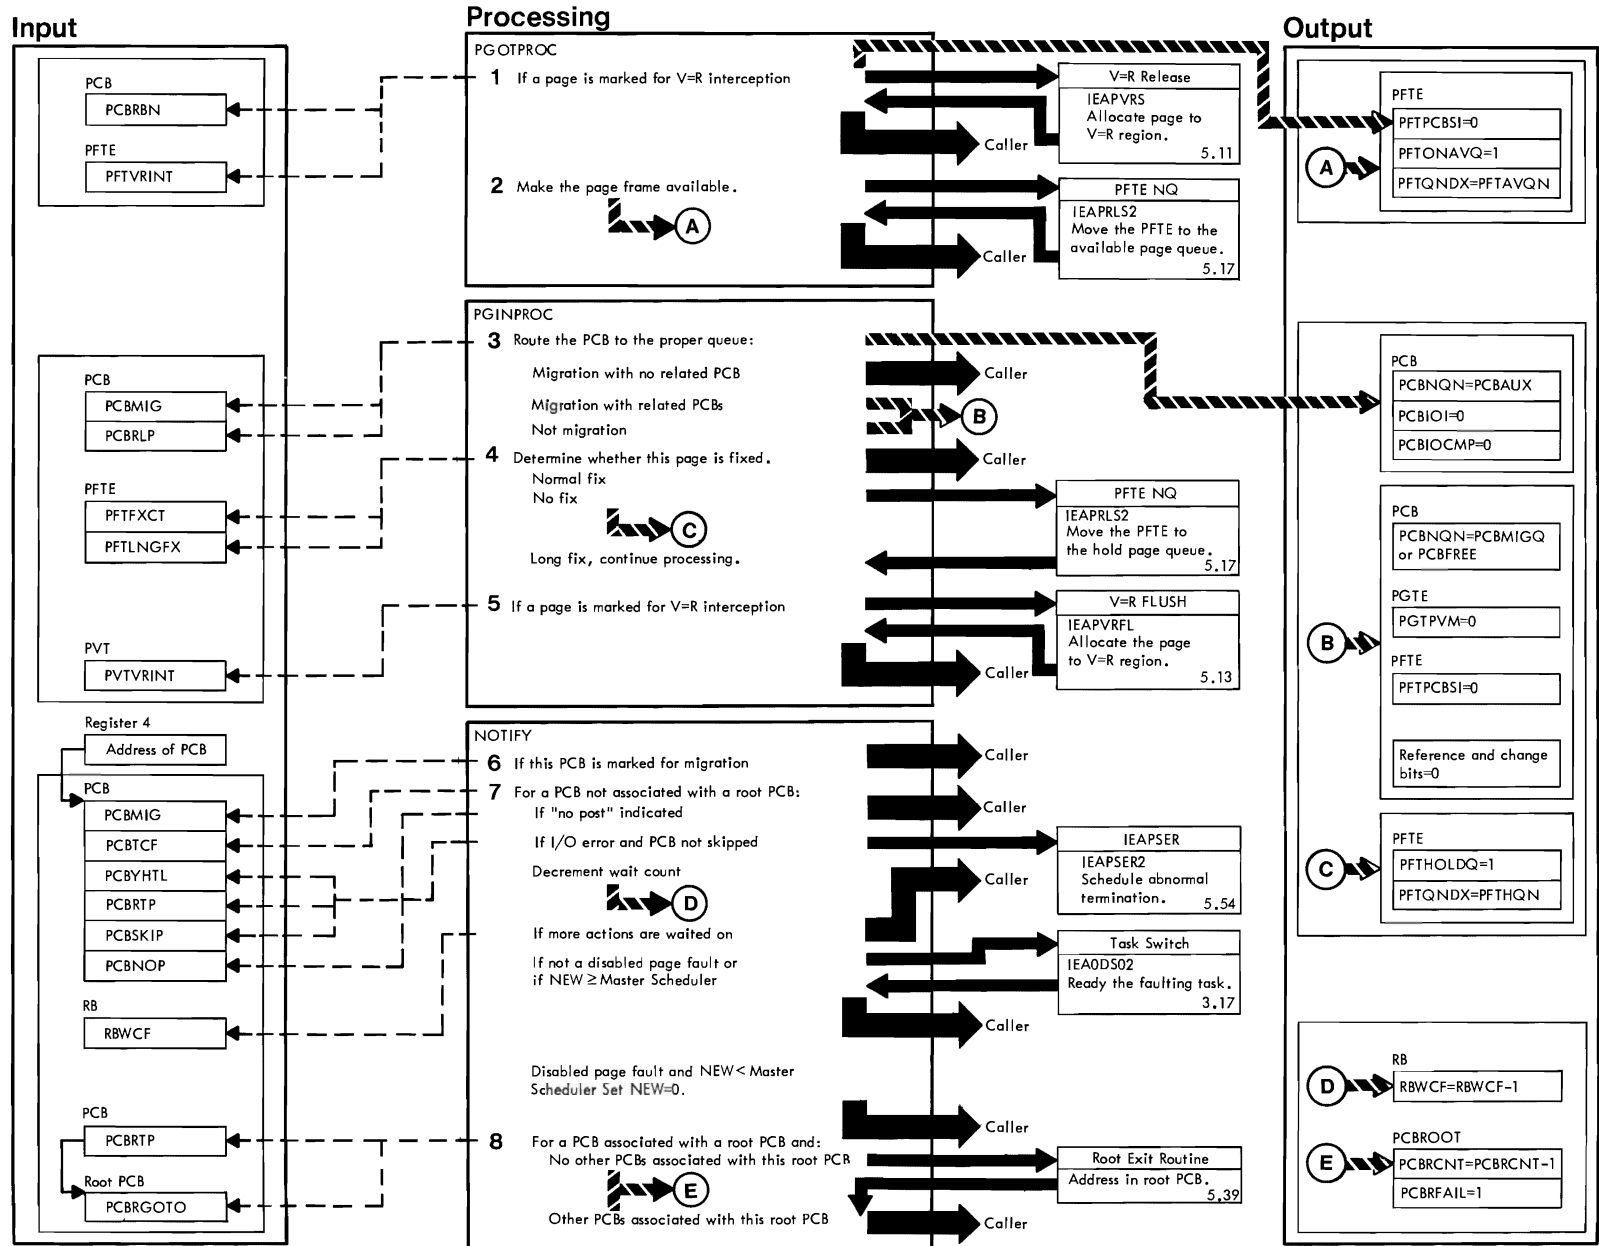 Input
PCB
PCBRBN
PFTE
PFTVRINT
PCB
PCBMIG
PCBRLP
PFTE
PFTFXCT
PFTLNGFX
PVT
PVTVRINT
Register 4
Address of PCB
PCB
PCBMIG
PCBTCF
PCBYHTL
PCBRTP
PCBSKIP
PCBNOP
RB
RBWCF
PCB
PCBRTP
Root PCB
PCBRGOTO
Processing
PGOTPROC
1 If a page is marked for V=R interception
V=R Release
IEAPVRS
Allocate page to
V=R region.
5.11
Caller
2 Make the page frame available.
A
PFTE NQ
IEAPRLS2
Move the PFTE to the
available page queue.
5.17
Caller
PGINPROC
3 Route the PCB to the proper queue:
Migration with no related PCB
Caller
Migration with related PCBs
Not migration
B
4 Determine whether this page is fixed.
Caller
Normal fix
No fix
C
Long fix, continue processing.
PFTE NQ
IEAPRLS2
Move the PFTE to
the hold page queue.
5.17
5 If a page is marked for V=R interception
V=R FLUSH
IEAPVRFL
Allocate the page
to V=R region.
5.13
Caller
NOTIFY
6 If this PCB is marked for migration
Caller
7 For a PCB not associated with a root PCB:
If "no post" indicated
Caller
If I/O error and PCB not skipped
IEAPSER
IEAPSER2
Schedule abnormal
termination.
5.54
Decrement wait count
D
Caller
If more actions are waited on
If not a disabled page fault or
if NEW ≥ Master Scheduler
Task Switch
IEA0DS02
Ready the faulting task.
3.17
Caller
Disabled page fault and NEW < Master
Scheduler Set NEW=0.
Caller
8 For a PCB associated with a root PCB and:
No other PCBs associated with this root PCB
E
Root Exit Routine
Address in root PCB.
5.39
Other PCBs associated with this root PCB
Caller
Output
PFTE
PFTPCBSI=0
PFTONAVQ=1
PFTQNDX=PFTAVQN
A
PCB
PCBNQN=PCBAUX
PCBIOI=0
PCBIOCMP=0
PCB
PCBNQN=PCBMIGQ
or PCBFREE
PGTE
PGTPVM=0
B
PFTE
PFTPCBSI=0
Reference and change
bits=0
PFTE
C
PFTHOLDQ=1
PFTQNDX=PFTHQN
RB
D
RBWCF=RBWCF-1
PCBROOT
E
PCBRCNT=PCBRCNT-1
PCBRFAIL=1